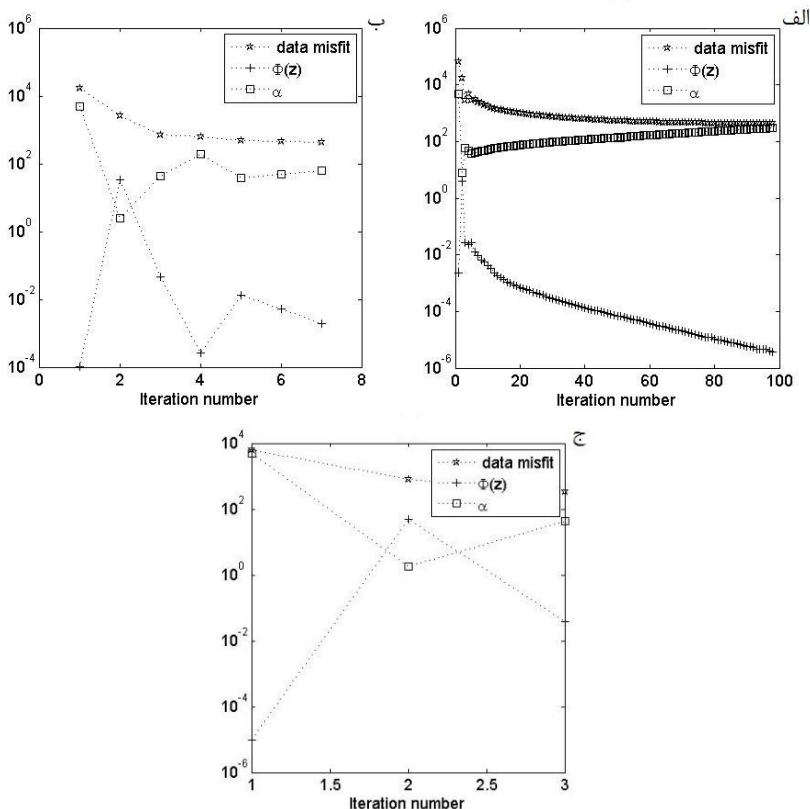 الف
10^6
10^4
10^2
10^0
10^-2
10^-4
10^-6
0
20
40
60
80
100
Iteration number
data misfit
Φ(z)
α
ب
10^6
10^4
10^2
10^0
10^-2
10^-4
0
2
4
6
8
Iteration number
data misfit
Φ(z)
α
ج
10^4
10^2
10^0
10^-2
10^-4
10^-6
1
1.5
2
2.5
3
Iteration number
data misfit
Φ(z)
α